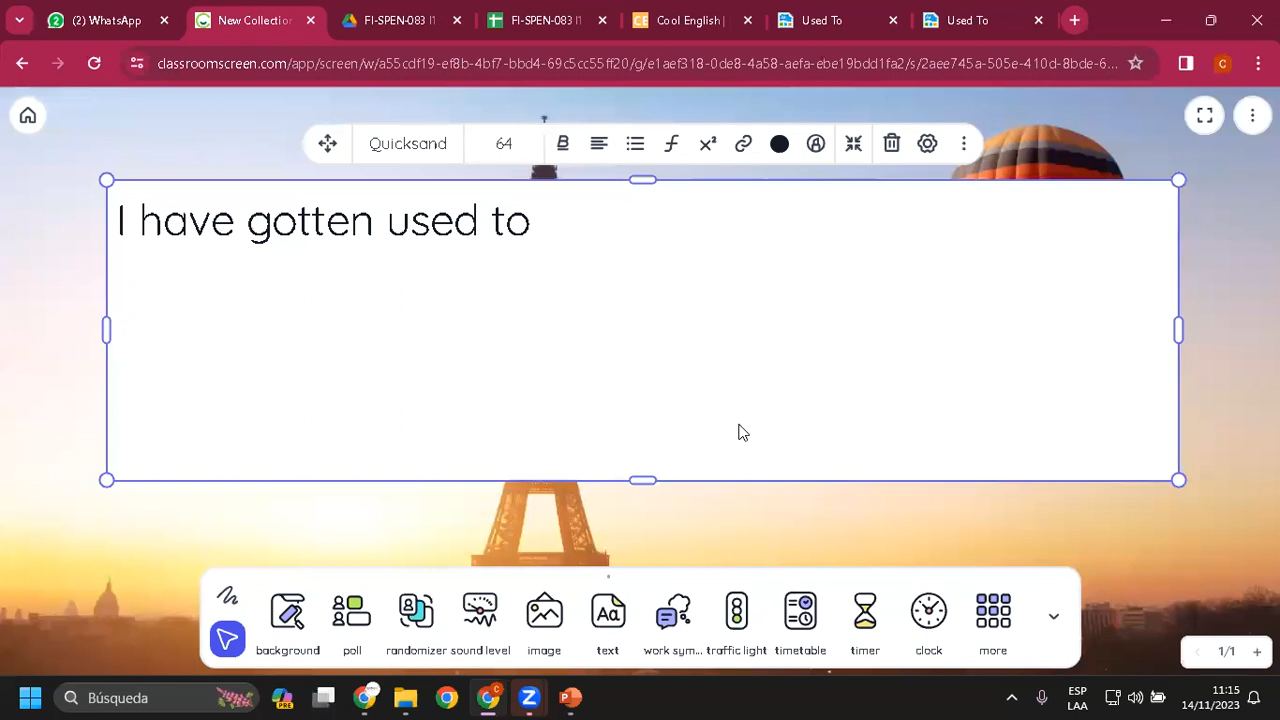 (2) WhatsApp
New Collection
FI-SPEN-083 IT
FI-SPEN-083 IT
Cool English |
Used To
Used To
classroomscreen.com/app/screen/w/a55cdf19-ef8b-4bf7-bbd4-69c5cc55ff20/g/e1aef318-0de8-4a58-aefa-ebe19bdd1fa2/s/2aee745a-505e-410d-8bde-6...
Quicksand
64
I have gotten used to
background
poll
randomizer
sound level
image
text
work sym...
traffic light
timetable
timer
clock
more
1/1
Búsqueda
PRE
ESP
LAA
11:15
14/11/2023